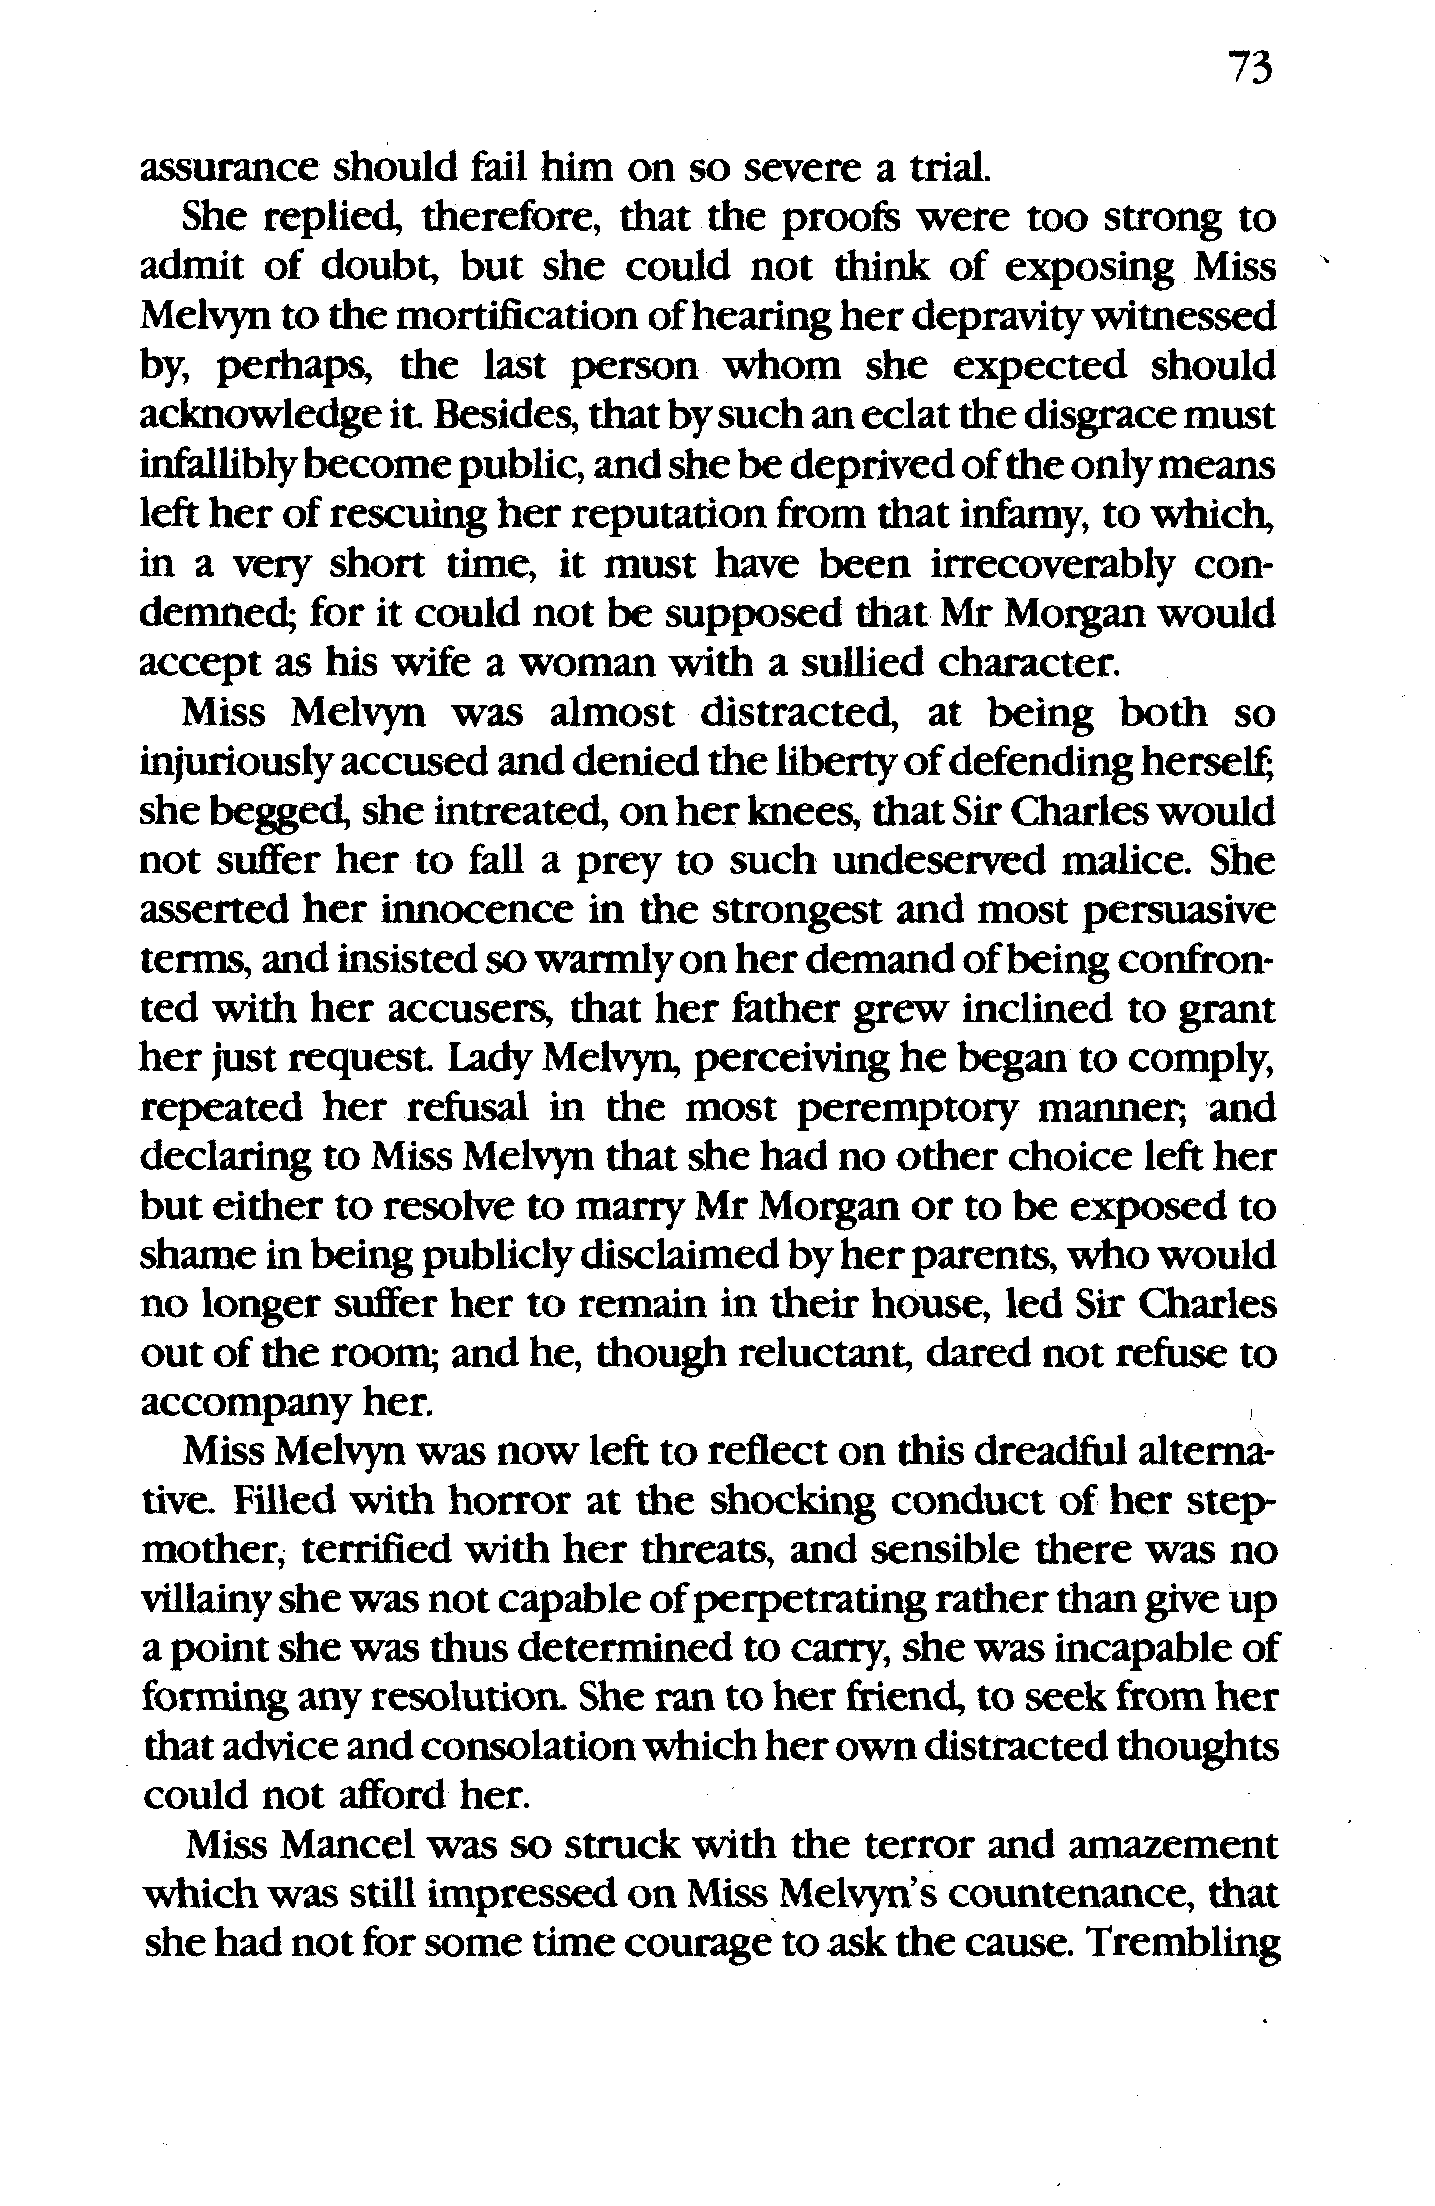 73
assurance should fail him on so severe a trial.
She replied, therefore, that the proofs were too strong to
admit of doubt, but she could not think of exposing Miss
Melvyn to the mortification of hearing her depravity witnessed
by, perhaps, the last person whom she expected should
acknowledge it. Besides, that by such an eclat the disgrace must
infallibly become public, and she be deprived of the only means
left her of rescuing her reputation from that infamy, to which,
in a very short time, it must have been irrecoverably con-
demned; for it could not be supposed that Mr Morgan would
accept as his wife a woman with a sullied character.
Miss Melvyn was almost distracted, at being both so
injuriously accused and denied the liberty of defending herself;
she begged, she intreated, on her knees, that Sir Charles would
not suffer her to fall a prey to such undeserved malice. She
asserted her innocence in the strongest and most persuasive
terms, and insisted so warmly on her demand of being confron-
ted with her accusers, that her father grew inclined to grant
her just request. Lady Melvyn, perceiving he began to comply,
repeated her refusal in the most peremptory manner; and
declaring to Miss Melvyn that she had no other choice left her
but either to resolve to marry Mr Morgan or to be exposed to
shame in being publicly disclaimed by her parents, who would
no longer suffer her to remain in their house, led Sir Charles
out of the room; and he, though reluctant, dared not refuse to
accompany her.
Miss Melvyn was now left to reflect on this dreadful alterna-
tive. Filled with horror at the shocking conduct of her step-
mother, terrified with her threats, and sensible there was no
villainy she was not capable of perpetrating rather than give up
a point she was thus determined to carry, she was incapable of
forming any resolution. She ran to her friend, to seek from her
that advice and consolation which her own distracted thoughts
could not afford her.
Miss Mancel was so struck with the terror and amazement
which was still impressed on Miss Melvyn's countenance, that
she had not for some time courage to ask the cause. Trembling